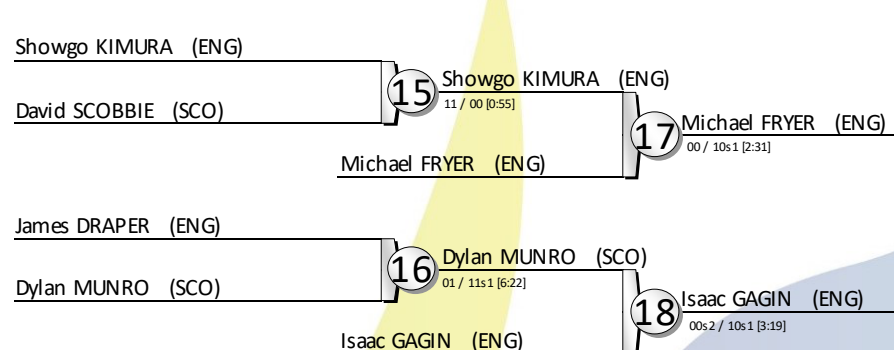 Showgo KIMURA (ENG)
David SCOBBIE (SCO)
15
Showgo KIMURA (ENG)
11 / 00 [0:55]
Michael FRYER (ENG)
17
Michael FRYER (ENG)
00 / 10s1 [2:31]
James DRAPER (ENG)
Dylan MUNRO (SCO)
16
Dylan MUNRO (SCO)
01 / 11s1 [6:22]
Isaac GAGIN (ENG)
18
Isaac GAGIN (ENG)
00s2 / 10s1 [3:19]